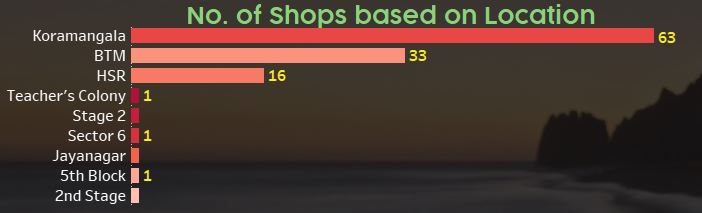 No. of Shops based on Location
Koramangala 63
BTM 33
HSR 16
Teacher's Colony 1
Stage 2
Sector 6 1
Jayanagar
5th Block 1
2nd Stage